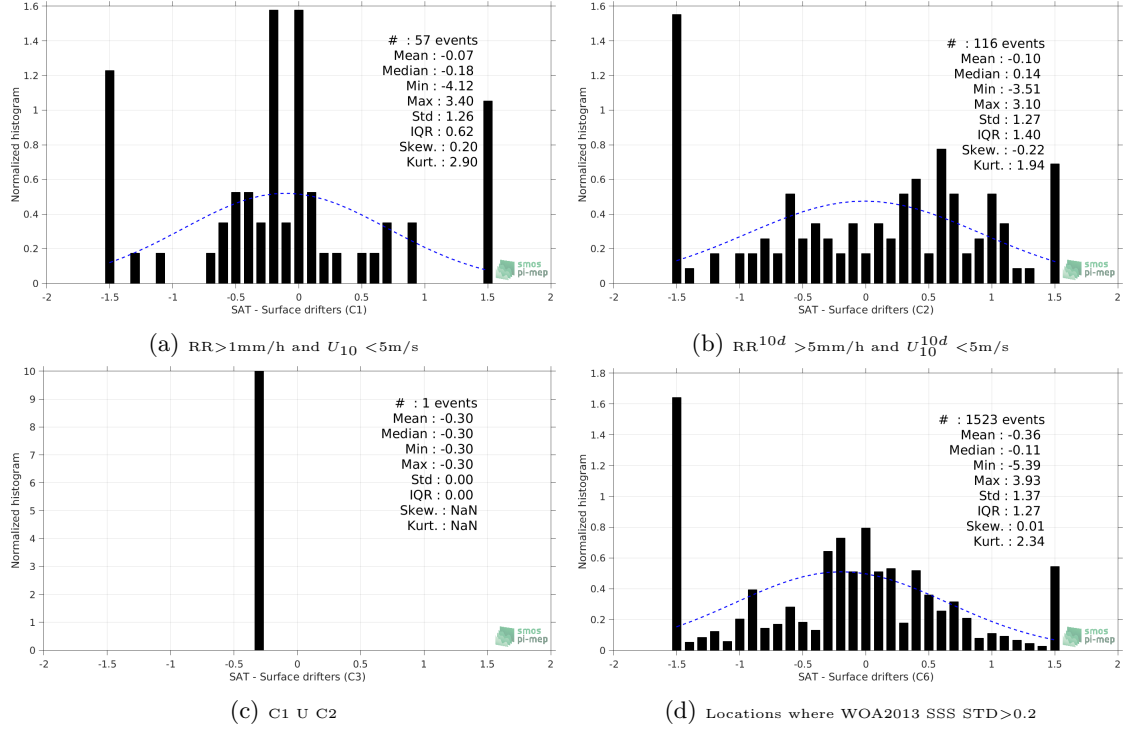 1.6
1.4
1.2
1
0.8
0.6
0.4
0.2
0
Normalized histogram
# : 57 events
Mean : -0.07
Median : -0.18
Min : -4.12
Max : 3.40
Std : 1.26
IQR : 0.62
Skew. : 0.20
Kurt. : 2.90
smos
pi-mep
-2 -1.5 -1 -0.5 0 0.5 1 1.5 2
SAT - Surface drifters (C1)
(a) RR>1mm/h and U10 <5m/s
1.6
1.4
1.2
1
0.8
0.6
0.4
0.2
0
Normalized histogram
# : 116 events
Mean : -0.10
Median : 0.14
Min : -3.51
Max : 3.10
Std : 1.27
IQR : 1.40
Skew. : -0.22
Kurt. : 1.94
smos
pi-mep
-2 -1.5 -1 -0.5 0 0.5 1 1.5 2
SAT - Surface drifters (C2)
(b) RR10d >5mm/h and U10 10d <5m/s
10
9
8
7
6
5
4
3
2
1
0
Normalized histogram
# : 1 events
Mean : -0.30
Median : -0.30
Min : -0.30
Max : -0.30
Std : 0.00
IQR : 0.00
Skew. : NaN
Kurt. : NaN
smos
pi-mep
-2 -1.5 -1 -0.5 0 0.5 1 1.5 2
SAT - Surface drifters (C3)
(c) C1 U C2
1.8
1.6
1.4
1.2
1
0.8
0.6
0.4
0.2
0
Normalized histogram
# : 1523 events
Mean : -0.36
Median : -0.11
Min : -5.39
Max : 3.93
Std : 1.37
IQR : 1.27
Skew. : 0.01
Kurt. : 2.34
smos
pi-mep
-2 -1.5 -1 -0.5 0 0.5 1 1.5 2
SAT - Surface drifters (C6)
(d) Locations where WOA2013 SSS STD>0.2